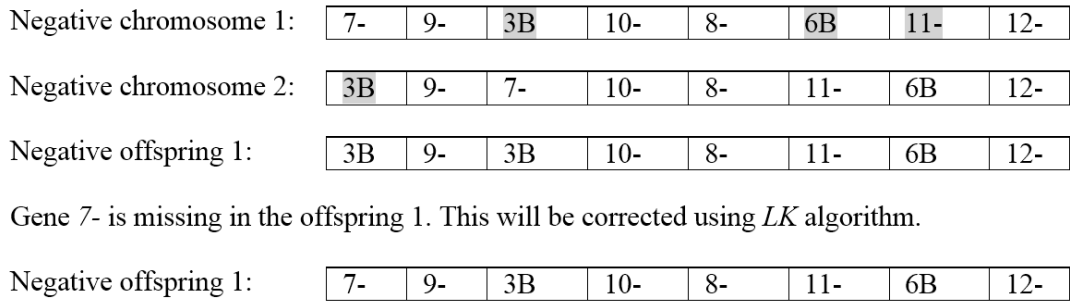 Negative chromosome 1: 7- 9- 3B 10- 8- 6B 11- 12-
Negative chromosome 2: 3B 9- 7- 10- 8- 11- 6B 12-
Negative offspring 1: 3B 9- 3B 10- 8- 11- 6B 12-
Gene 7- is missing in the offspring 1. This will be corrected using LK algorithm.
Negative offspring 1: 7- 9- 3B 10- 8- 11- 6B 12-